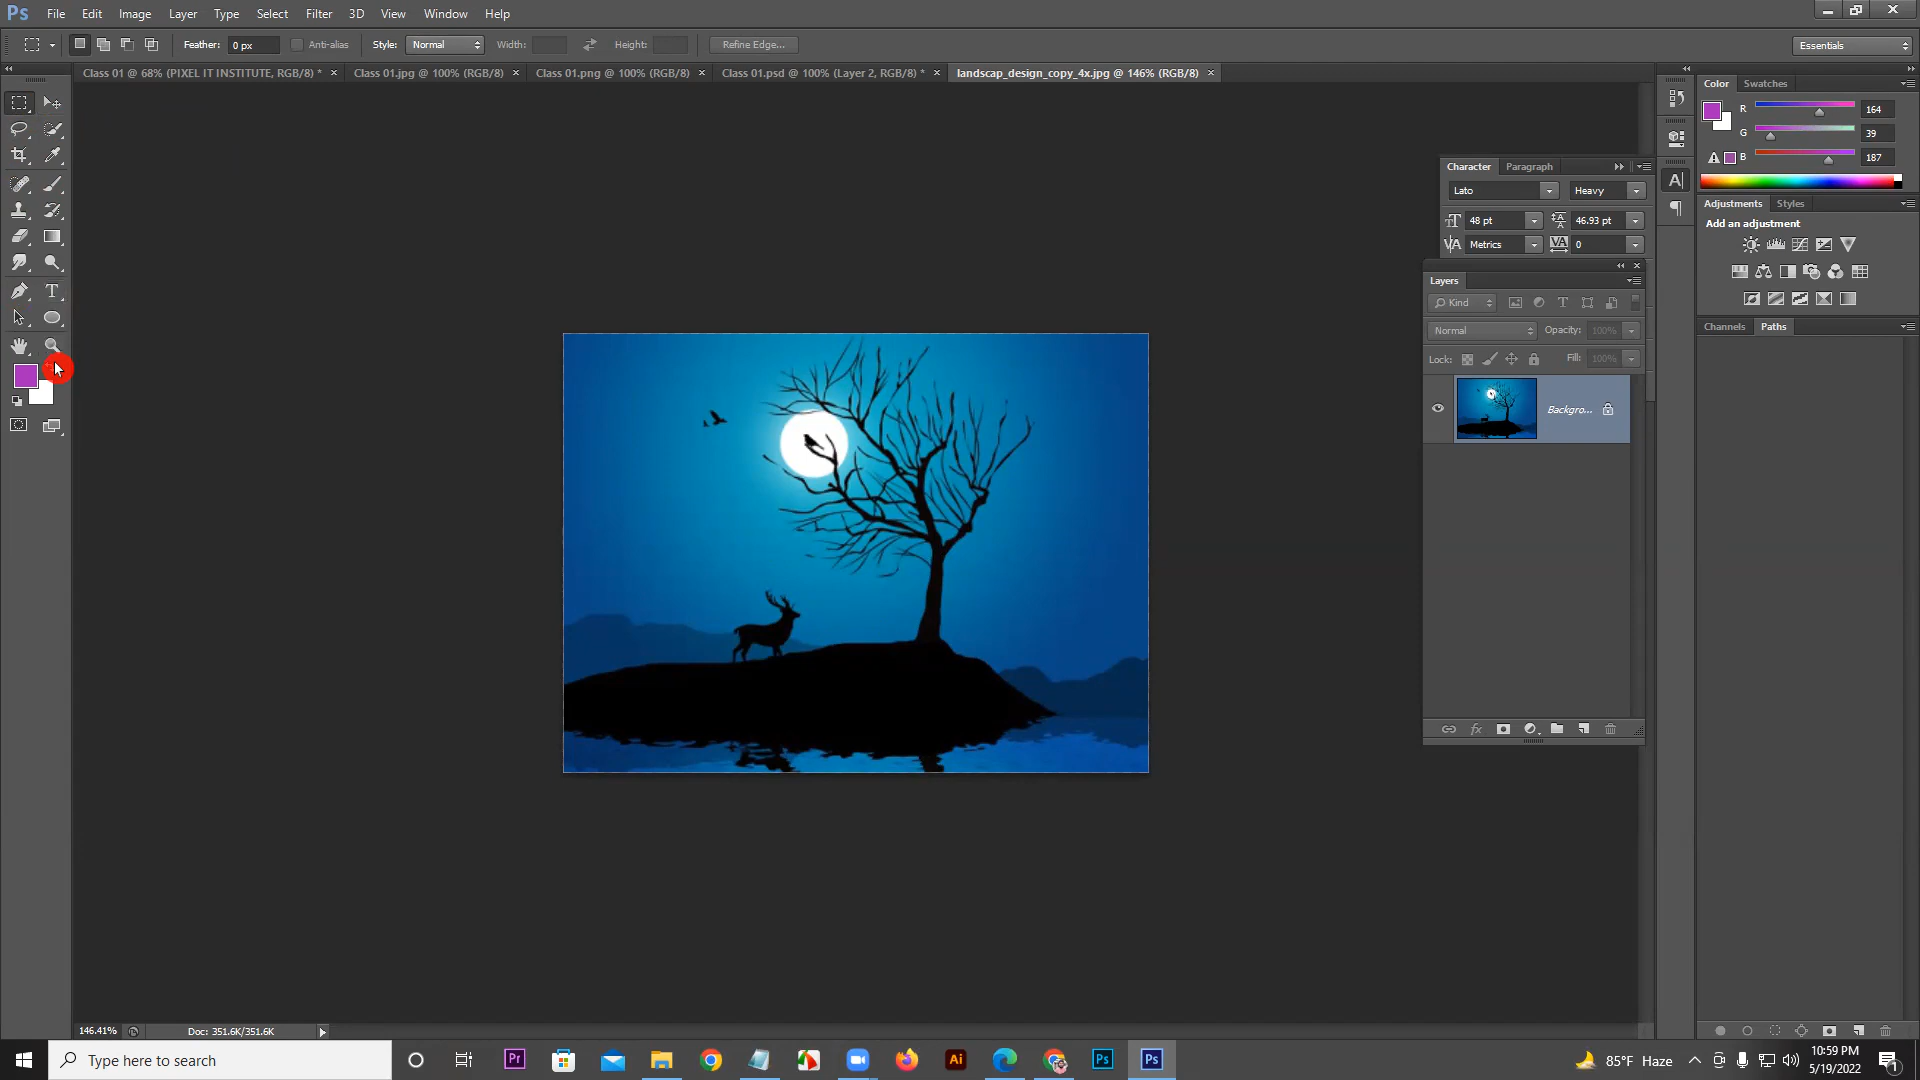 Ps File Edit Image Layer Type Select Filter 3D View Window Help
Feather: 0 px Anti-alias Style: Normal Width: Height: Refine Edge... Essentials
Class 01 @ 68% (PIXEL IT INSTITUTE, RGB/8) * × Class 01.jpg @ 100% (RGB/8) × Class 01.png @ 100% (RGB/8) × Class 01.psd @ 100% (Layer 2, RGB/8) * × landscap_design_copy_4x.jpg @ 146% (RGB/8) ×
Color Swatches
R 164
G 39
B 187
Character Paragraph
Lato Heavy
48 pt 46.93 pt
Metrics 0
Adjustments Styles
Add an adjustment
Layers
Kind
Normal Opacity: 100%
Lock: Fill: 100%
Backgro...
Channels Paths
146.41% Doc: 351.6K/351.6K
Type here to search
Pr Ai Ps Ps
85°F Haze
10:59 PM
5/19/2022
1